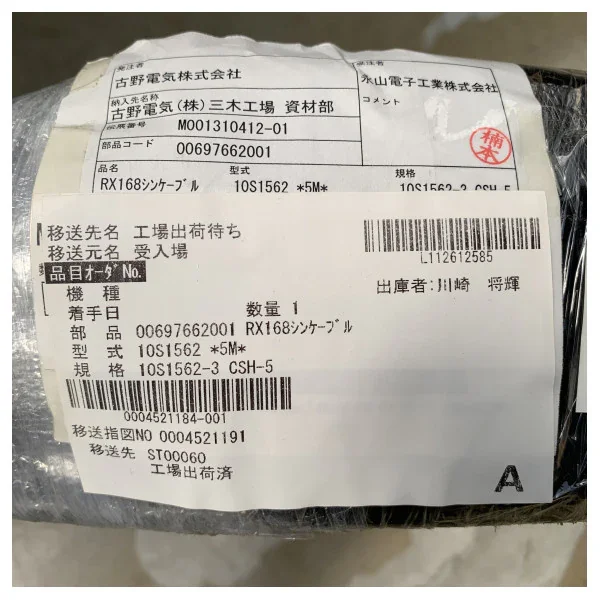 発注者
古野電気株式会社
永山電子工業株式会社
納入先名称
古野電気(株)三木工場 資材部
コメント
伝票番号
M001310412-01
部品コード
00697662001
楠本
品名
型式
規格
RX168シンケーブル
10S1562 *5M*
10S1562-3 CSH-5
移送先名 工場出荷待ち
移送元名 受入場
L112612585
品目オーダNo.
機 種
出庫者:川崎 将輝
着手日
数量 1
部 品 00697662001 RX168シンケーブル
型 式 10S1562 *5M*
規 格 10S1562-3 CSH-5
0004521184-001
移送指図NO 0004521191
移送先 ST00060
工場出荷済
A